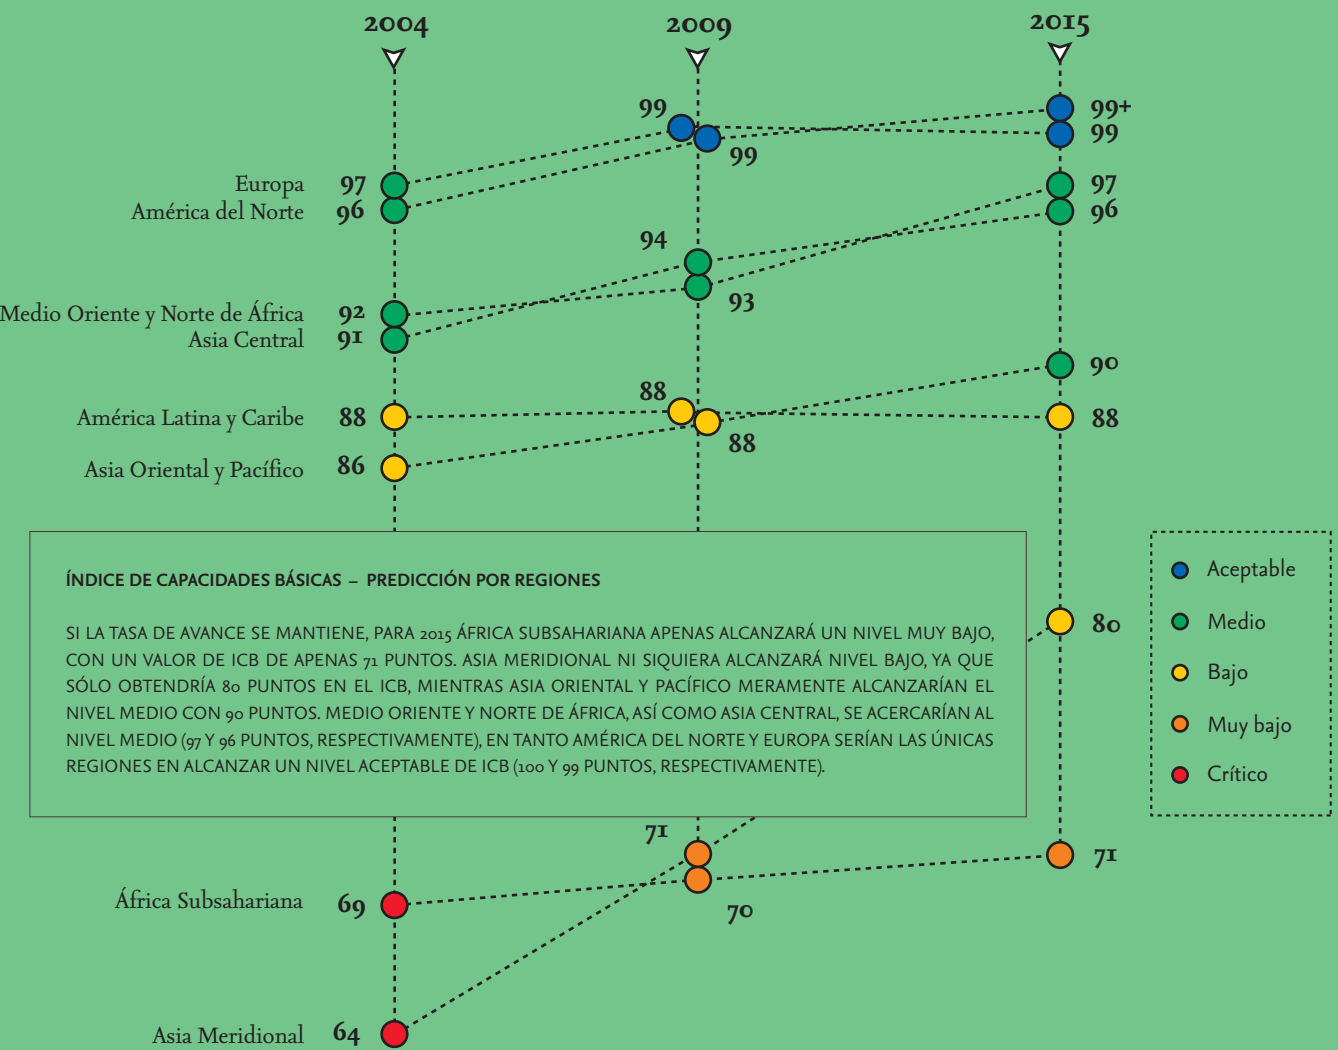 2004
2009
2015
99
99+
99
99
Europa 97
97
América del Norte 96
96
94
Medio Oriente y Norte de África 92
93
Asia Central 91
90
88
América Latina y Caribe 88
88
88
Asia Oriental y Pacífico 86
ÍNDICE DE CAPACIDADES BÁSICAS – PREDICCIÓN POR REGIONES
SI LA TASA DE AVANCE SE MANTIENE, PARA 2015 ÁFRICA SUBSAHARIANA APENAS ALCANZARÁ UN NIVEL MUY BAJO,
CON UN VALOR DE ICB DE APENAS 71 PUNTOS. ASIA MERIDIONAL NI SIQUIERA ALCANZARÁ NIVEL BAJO, YA QUE
SÓLO OBTENDRÍA 80 PUNTOS EN EL ICB, MIENTRAS ASIA ORIENTAL Y PACÍFICO MERAMENTE ALCANZARÍAN EL
NIVEL MEDIO CON 90 PUNTOS. MEDIO ORIENTE Y NORTE DE ÁFRICA, ASÍ COMO ASIA CENTRAL, SE ACERCARÍAN AL
NIVEL MEDIO (97 Y 96 PUNTOS, RESPECTIVAMENTE), EN TANTO AMÉRICA DEL NORTE Y EUROPA SERÍAN LAS ÚNICAS
REGIONES EN ALCANZAR UN NIVEL ACEPTABLE DE ICB (100 Y 99 PUNTOS, RESPECTIVAMENTE).
80
Aceptable
Medio
Bajo
Muy bajo
Crítico
71
71
África Subsahariana 69
70
Asia Meridional 64